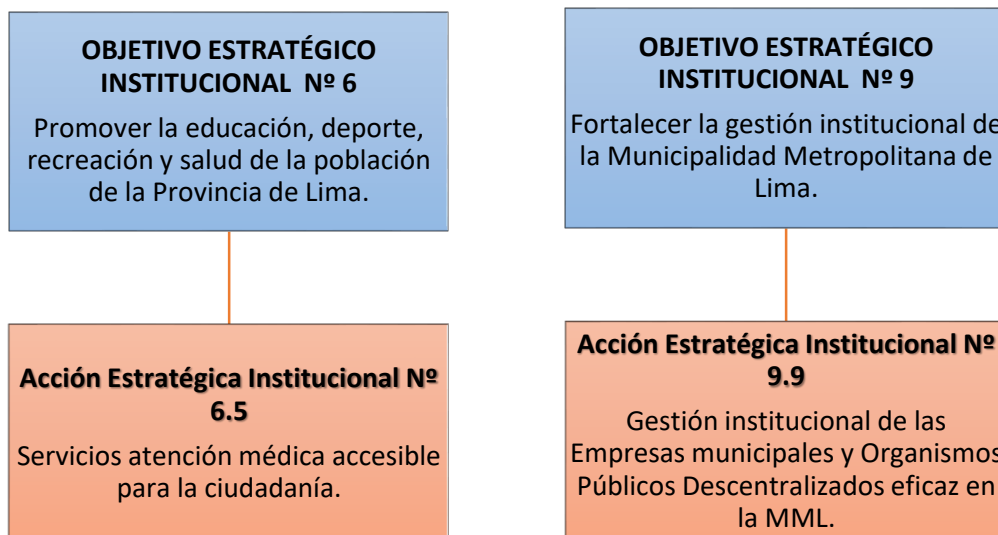 OBJETIVO ESTRATÉGICO
INSTITUCIONAL Nº 6
Promover la educación, deporte,
recreación y salud de la población
de la Provincia de Lima.
Acción Estratégica Institucional Nº
6.5
Servicios atención médica accesible
para la ciudadanía.
OBJETIVO ESTRATÉGICO
INSTITUCIONAL Nº 9
Fortalecer la gestión institucional de
la Municipalidad Metropolitana de
Lima.
Acción Estratégica Institucional Nº
9.9
Gestión institucional de las
Empresas municipales y Organismos
Públicos Descentralizados eficaz en
la MML.